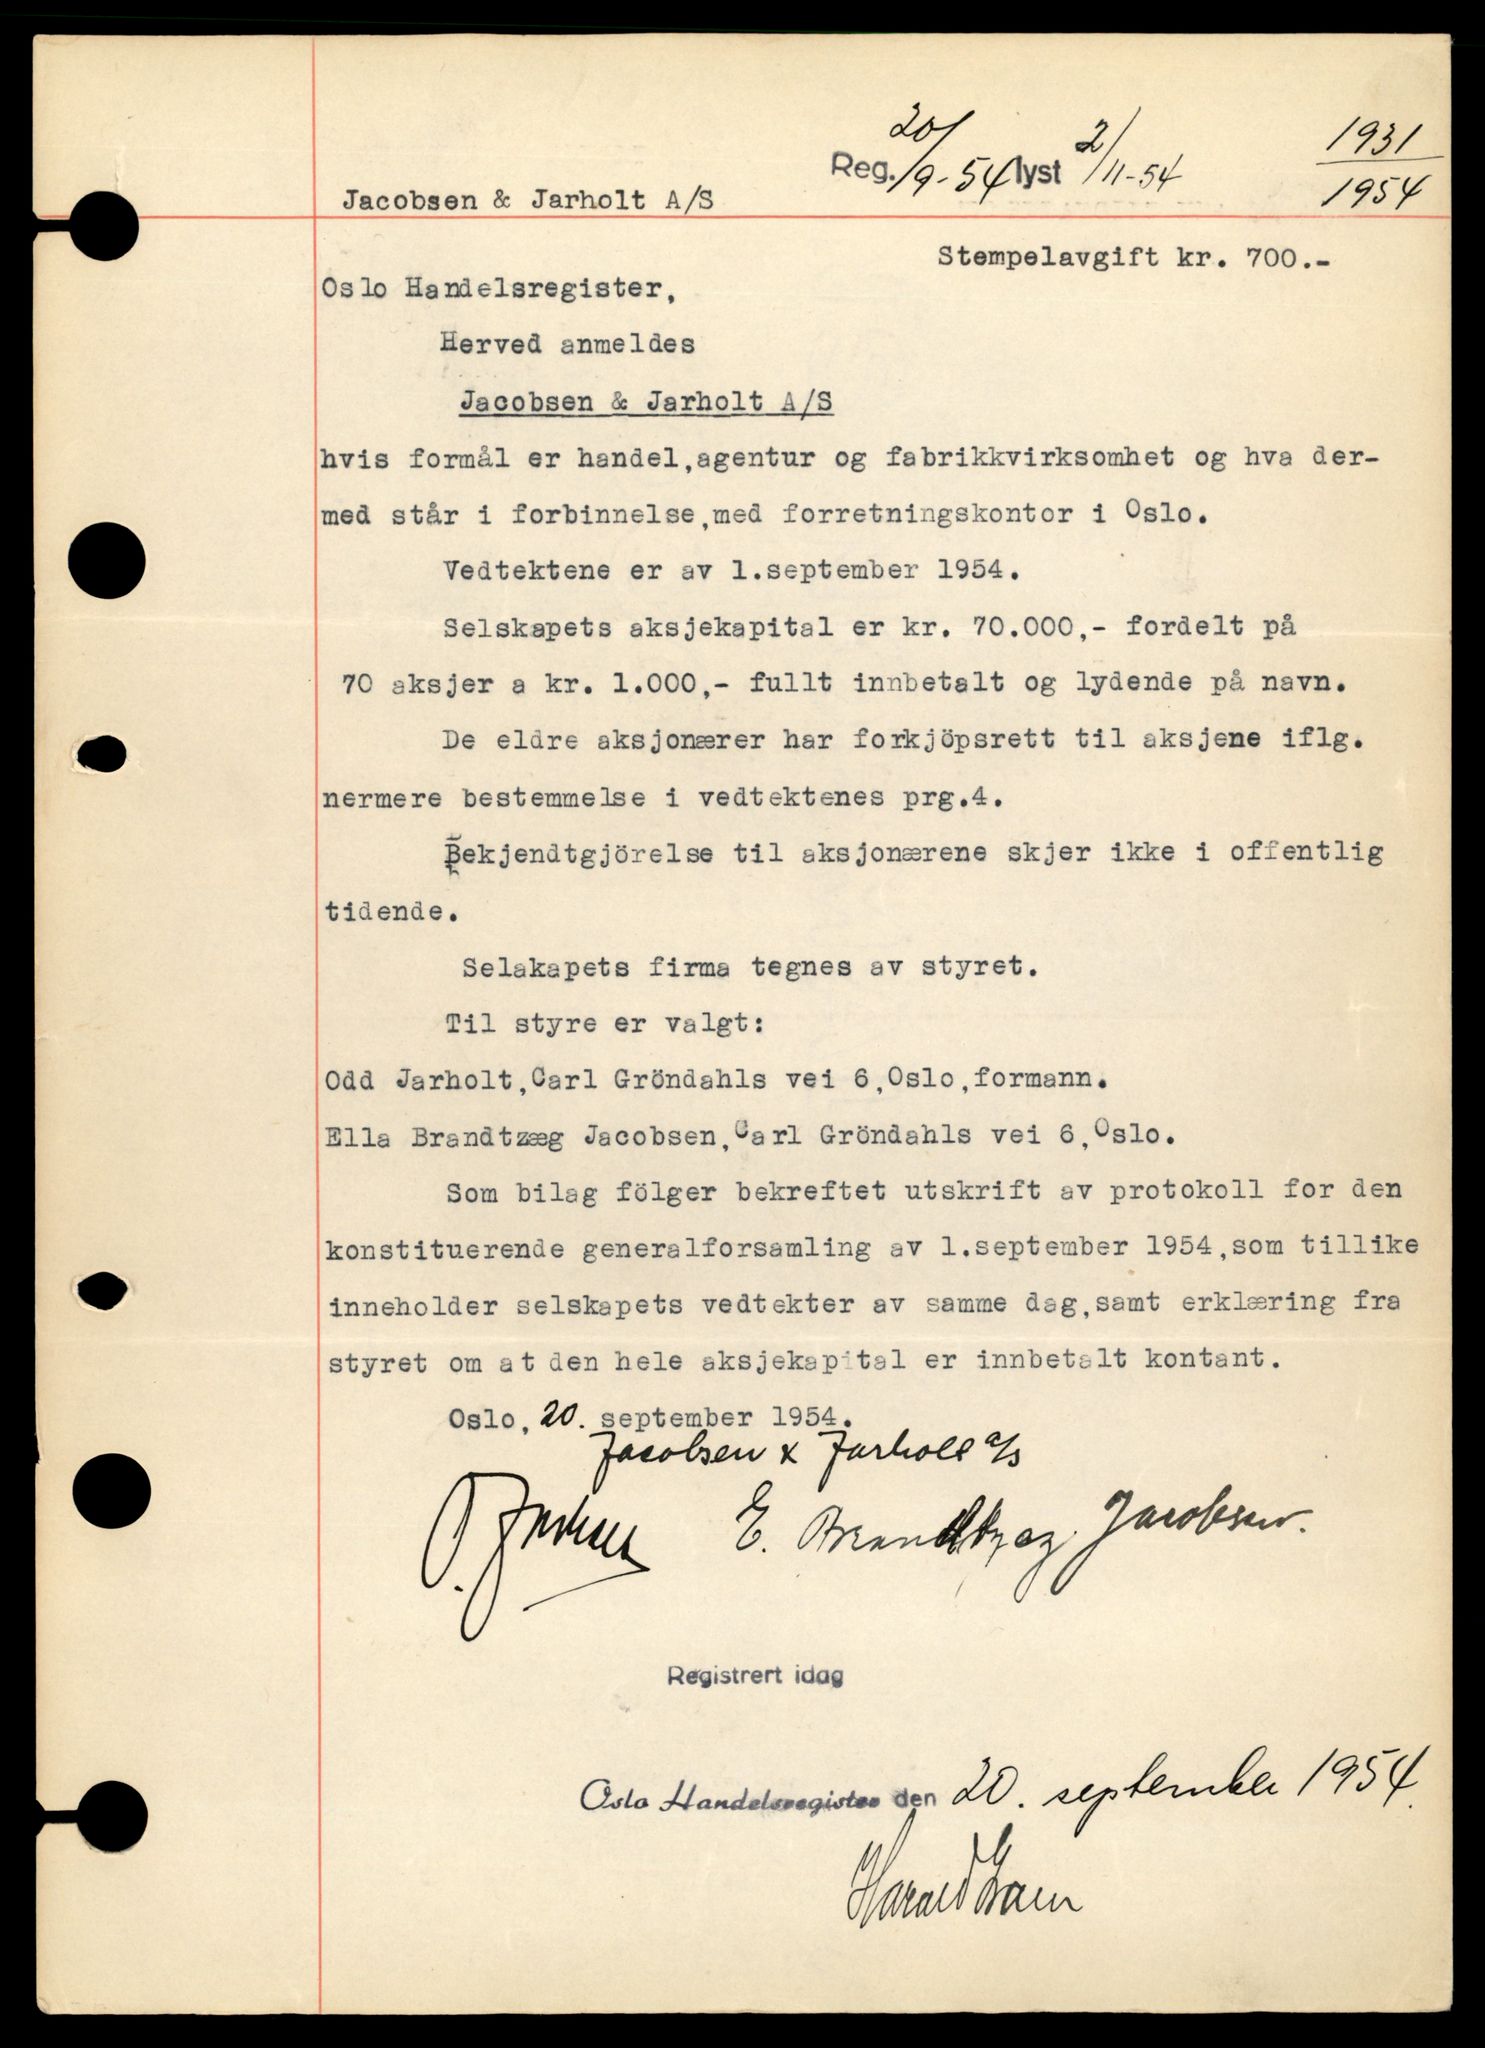 20/ 2/ 1931
Reg. /9-54 lyst /11-54 1954
Jacobsen & Jarholt A/S
Stempelavgift kr. 700.-
Oslo Handelsregister,
Herved anmeldes
Jacobsen & Jarholt A/S
hvis formål er handel,agentur og fabrikkvirksomhet og hva der-
med står i forbinnelse,med forretningskontor i Oslo.
Vedtektene er av 1.september 1954.
Selskapets aksjekapital er kr. 70.000,- fordelt på
70 aksjer a kr. 1.000,- fullt innbetalt og lydende på navn.
De eldre aksjonærer har forkjöpsrett til aksjene iflg.
nermere bestemmelse i vedtektenes prg.4.
Bekjendtgjörelse til aksjonærene skjer ikke i offentlig
tidende.
Selakapets firma tegnes av styret.
Til styre er valgt:
Odd Jarholt,Carl Gröndahls vei 6,Oslo,formann.
Ella Brandtzæg Jacobsen,Carl Gröndahls vei 6,Oslo.
Som bilag fölger bekreftet utskrift av protokoll for den
konstituerende generalforsamling av 1.september 1954,som tillike
inneholder selskapets vedtekter av samme dag,samt erklæring fra
styret om at den hele aksjekapital er innbetalt kontant.
Oslo, 20. september 1954.
Jacobsen & Jarholt a/s
E. Brandtzæg Jacobsen.
Registrert idag
Oslo Handelsregister den 20. september 1954.
Harald